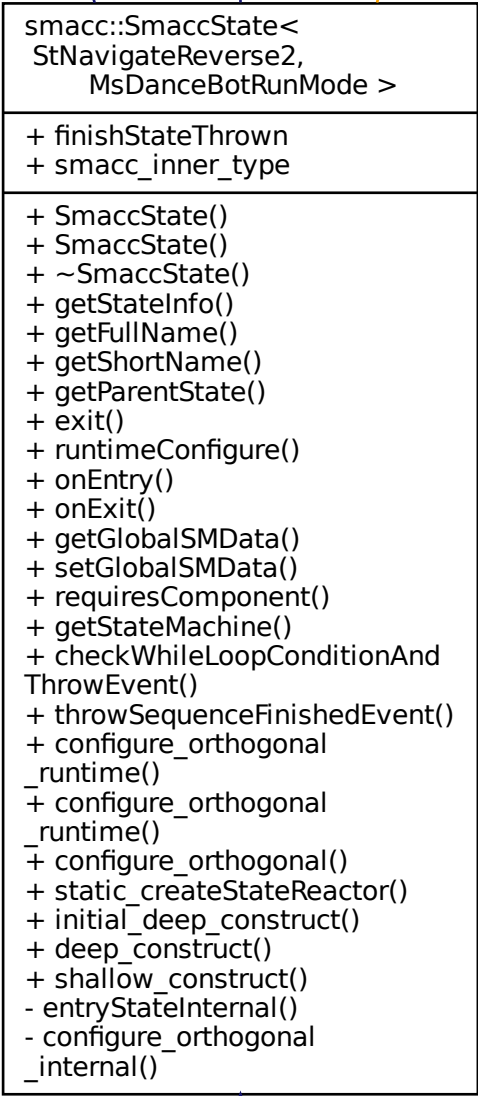 smacc::SmaccState<
StNavigateReverse2,
MsDanceBotRunMode >
+ finishStateThrown
+ smacc_inner_type
+ SmaccState()
+ SmaccState()
+ ~SmaccState()
+ getStateInfo()
+ getFullName()
+ getShortName()
+ getParentState()
+ exit()
+ runtimeConfigure()
+ onEntry()
+ onExit()
+ getGlobalSMData()
+ setGlobalSMData()
+ requiresComponent()
+ getStateMachine()
+ checkWhileLoopConditionAnd
ThrowEvent()
+ throwSequenceFinishedEvent()
+ configure_orthogonal
_runtime()
+ configure_orthogonal
_runtime()
+ configure_orthogonal()
+ static_createStateReactor()
+ initial_deep_construct()
+ deep_construct()
+ shallow_construct()
- entryStateInternal()
- configure_orthogonal
_internal()